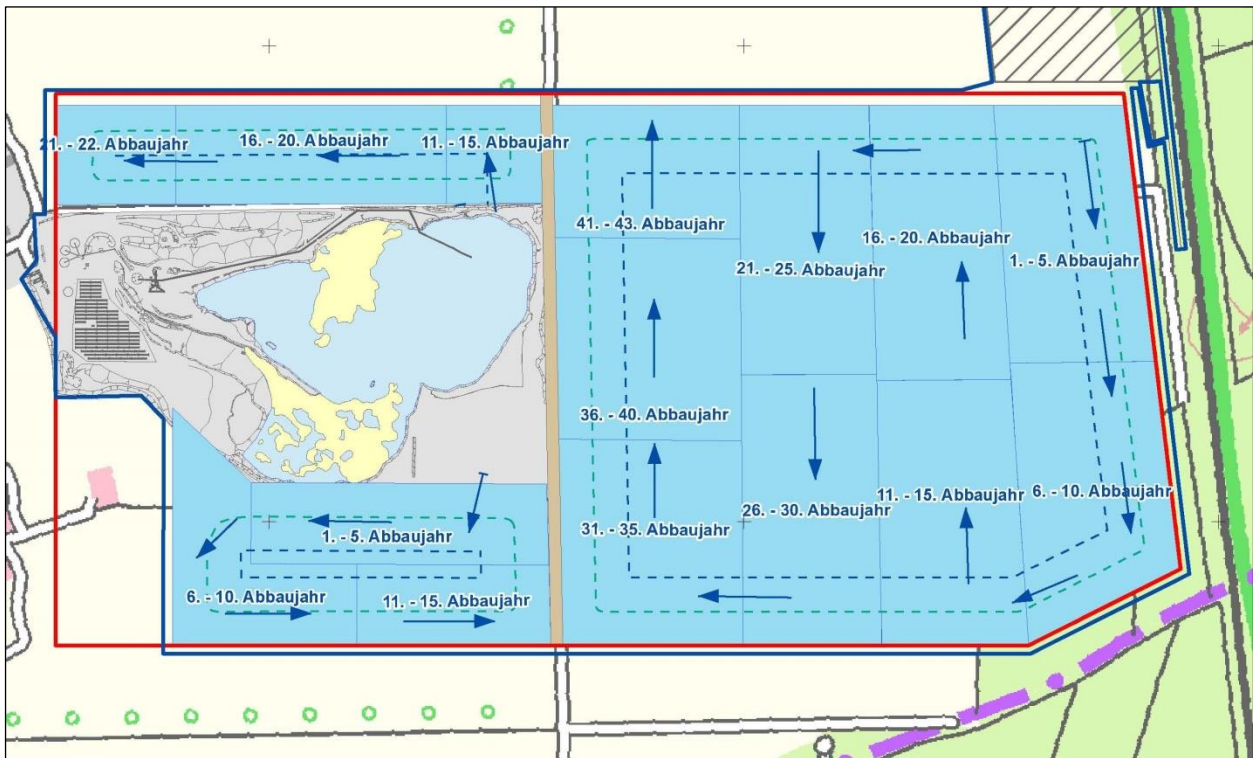 21. - 22. Abbaujahr
16. - 20. Abbaujahr
11. - 15. Abbaujahr
41. - 43. Abbaujahr
21. - 25. Abbaujahr
16. - 20. Abbaujahr
1. - 5. Abbaujahr
36. - 40. Abbaujahr
31. - 35. Abbaujahr
26. - 30. Abbaujahr
11. - 15. Abbaujahr
6. - 10. Abbaujahr
1. - 5. Abbaujahr
6. - 10. Abbaujahr
11. - 15. Abbaujahr